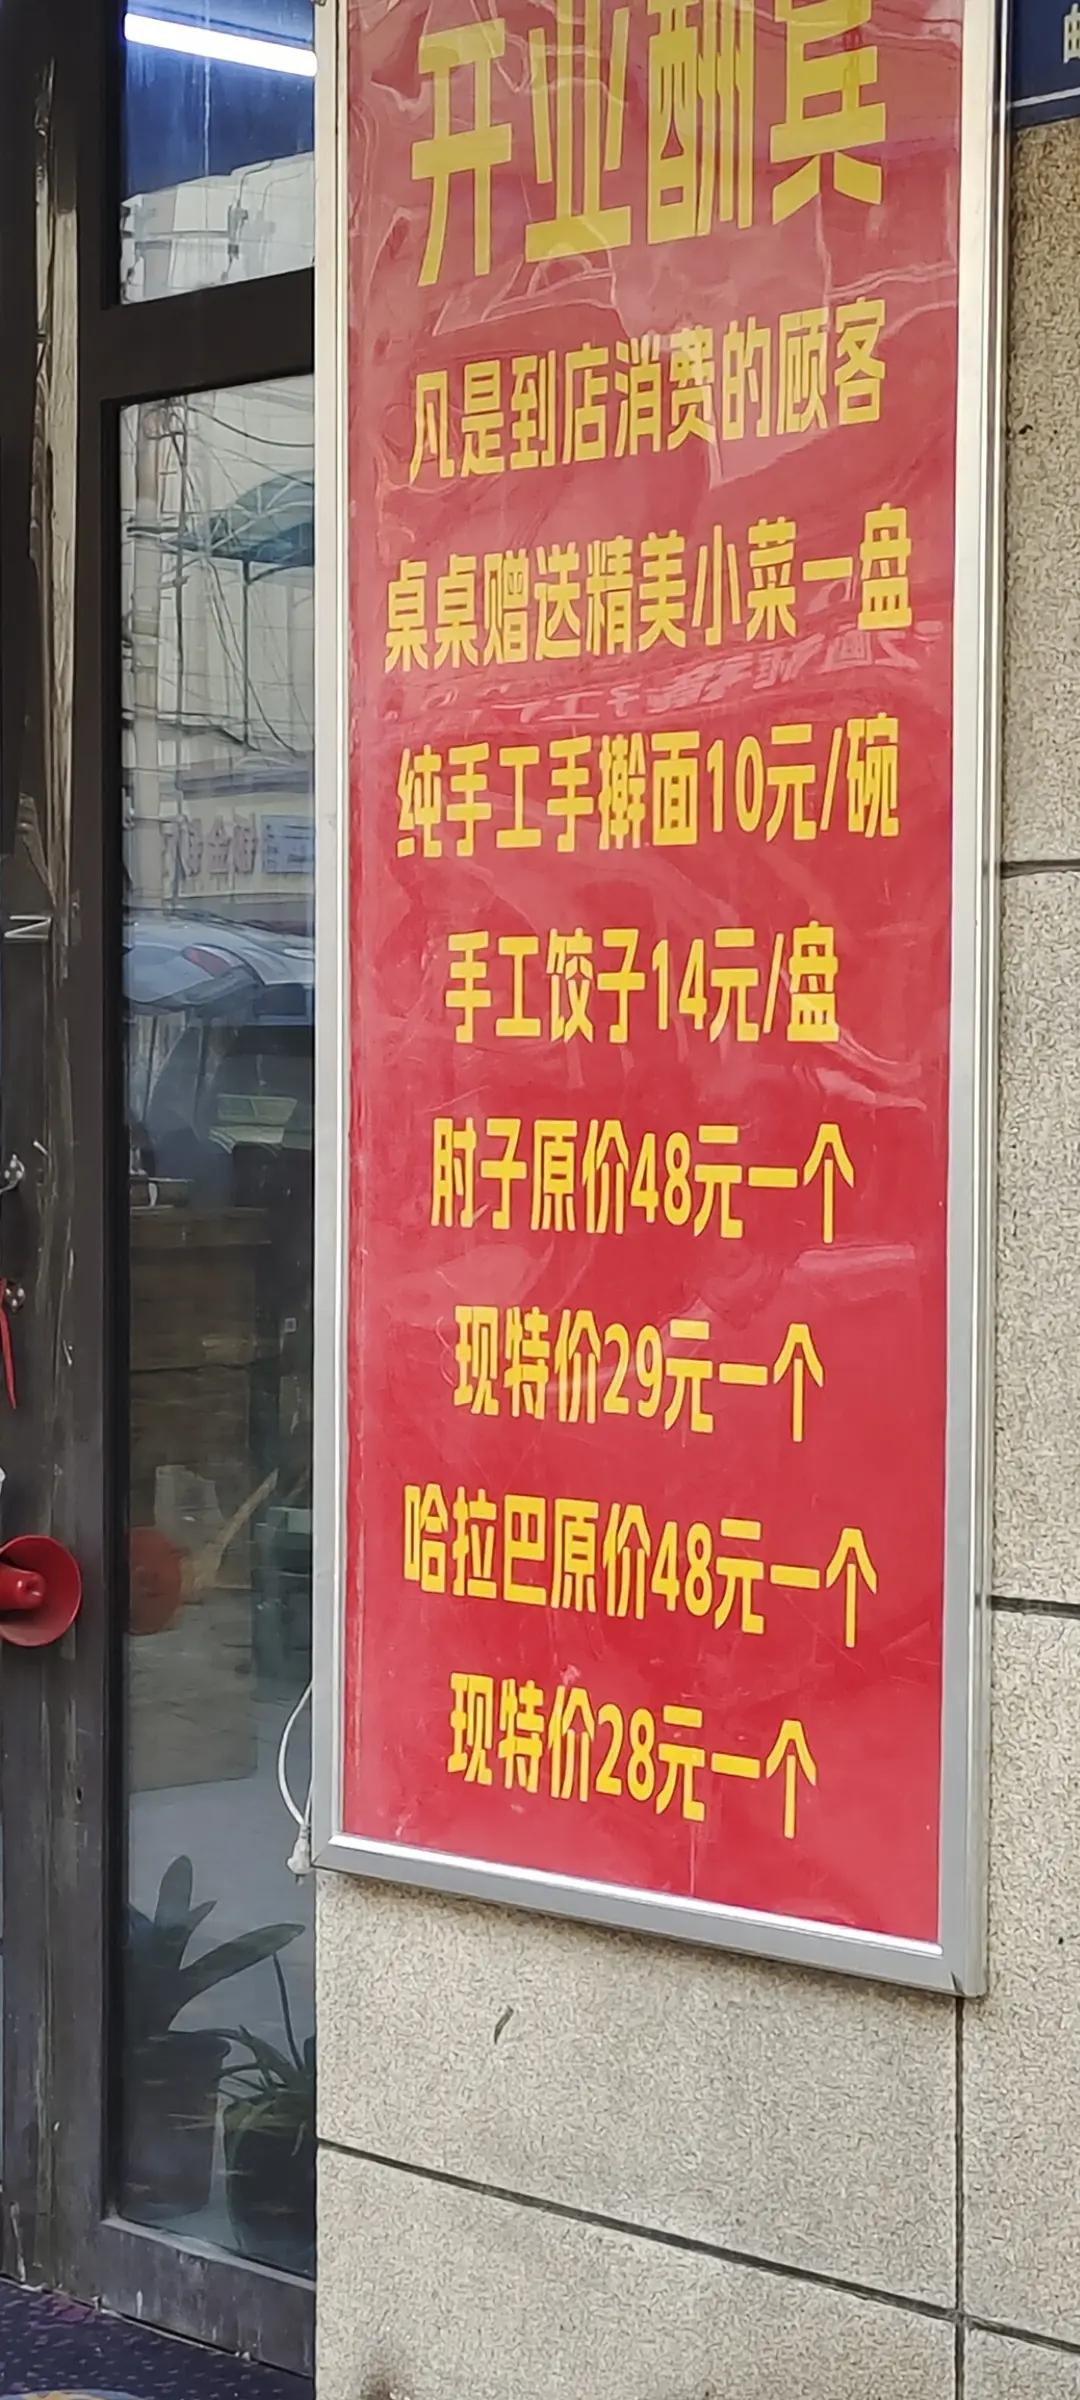 开业酬宾
凡是到店消费的顾客
桌桌赠送精美小菜一盘
纯手工手擀面10元/碗
手工饺子14元/盘
肘子原价48元一个
现特价29元一个
哈拉巴原价48元一个
现特价28元一个